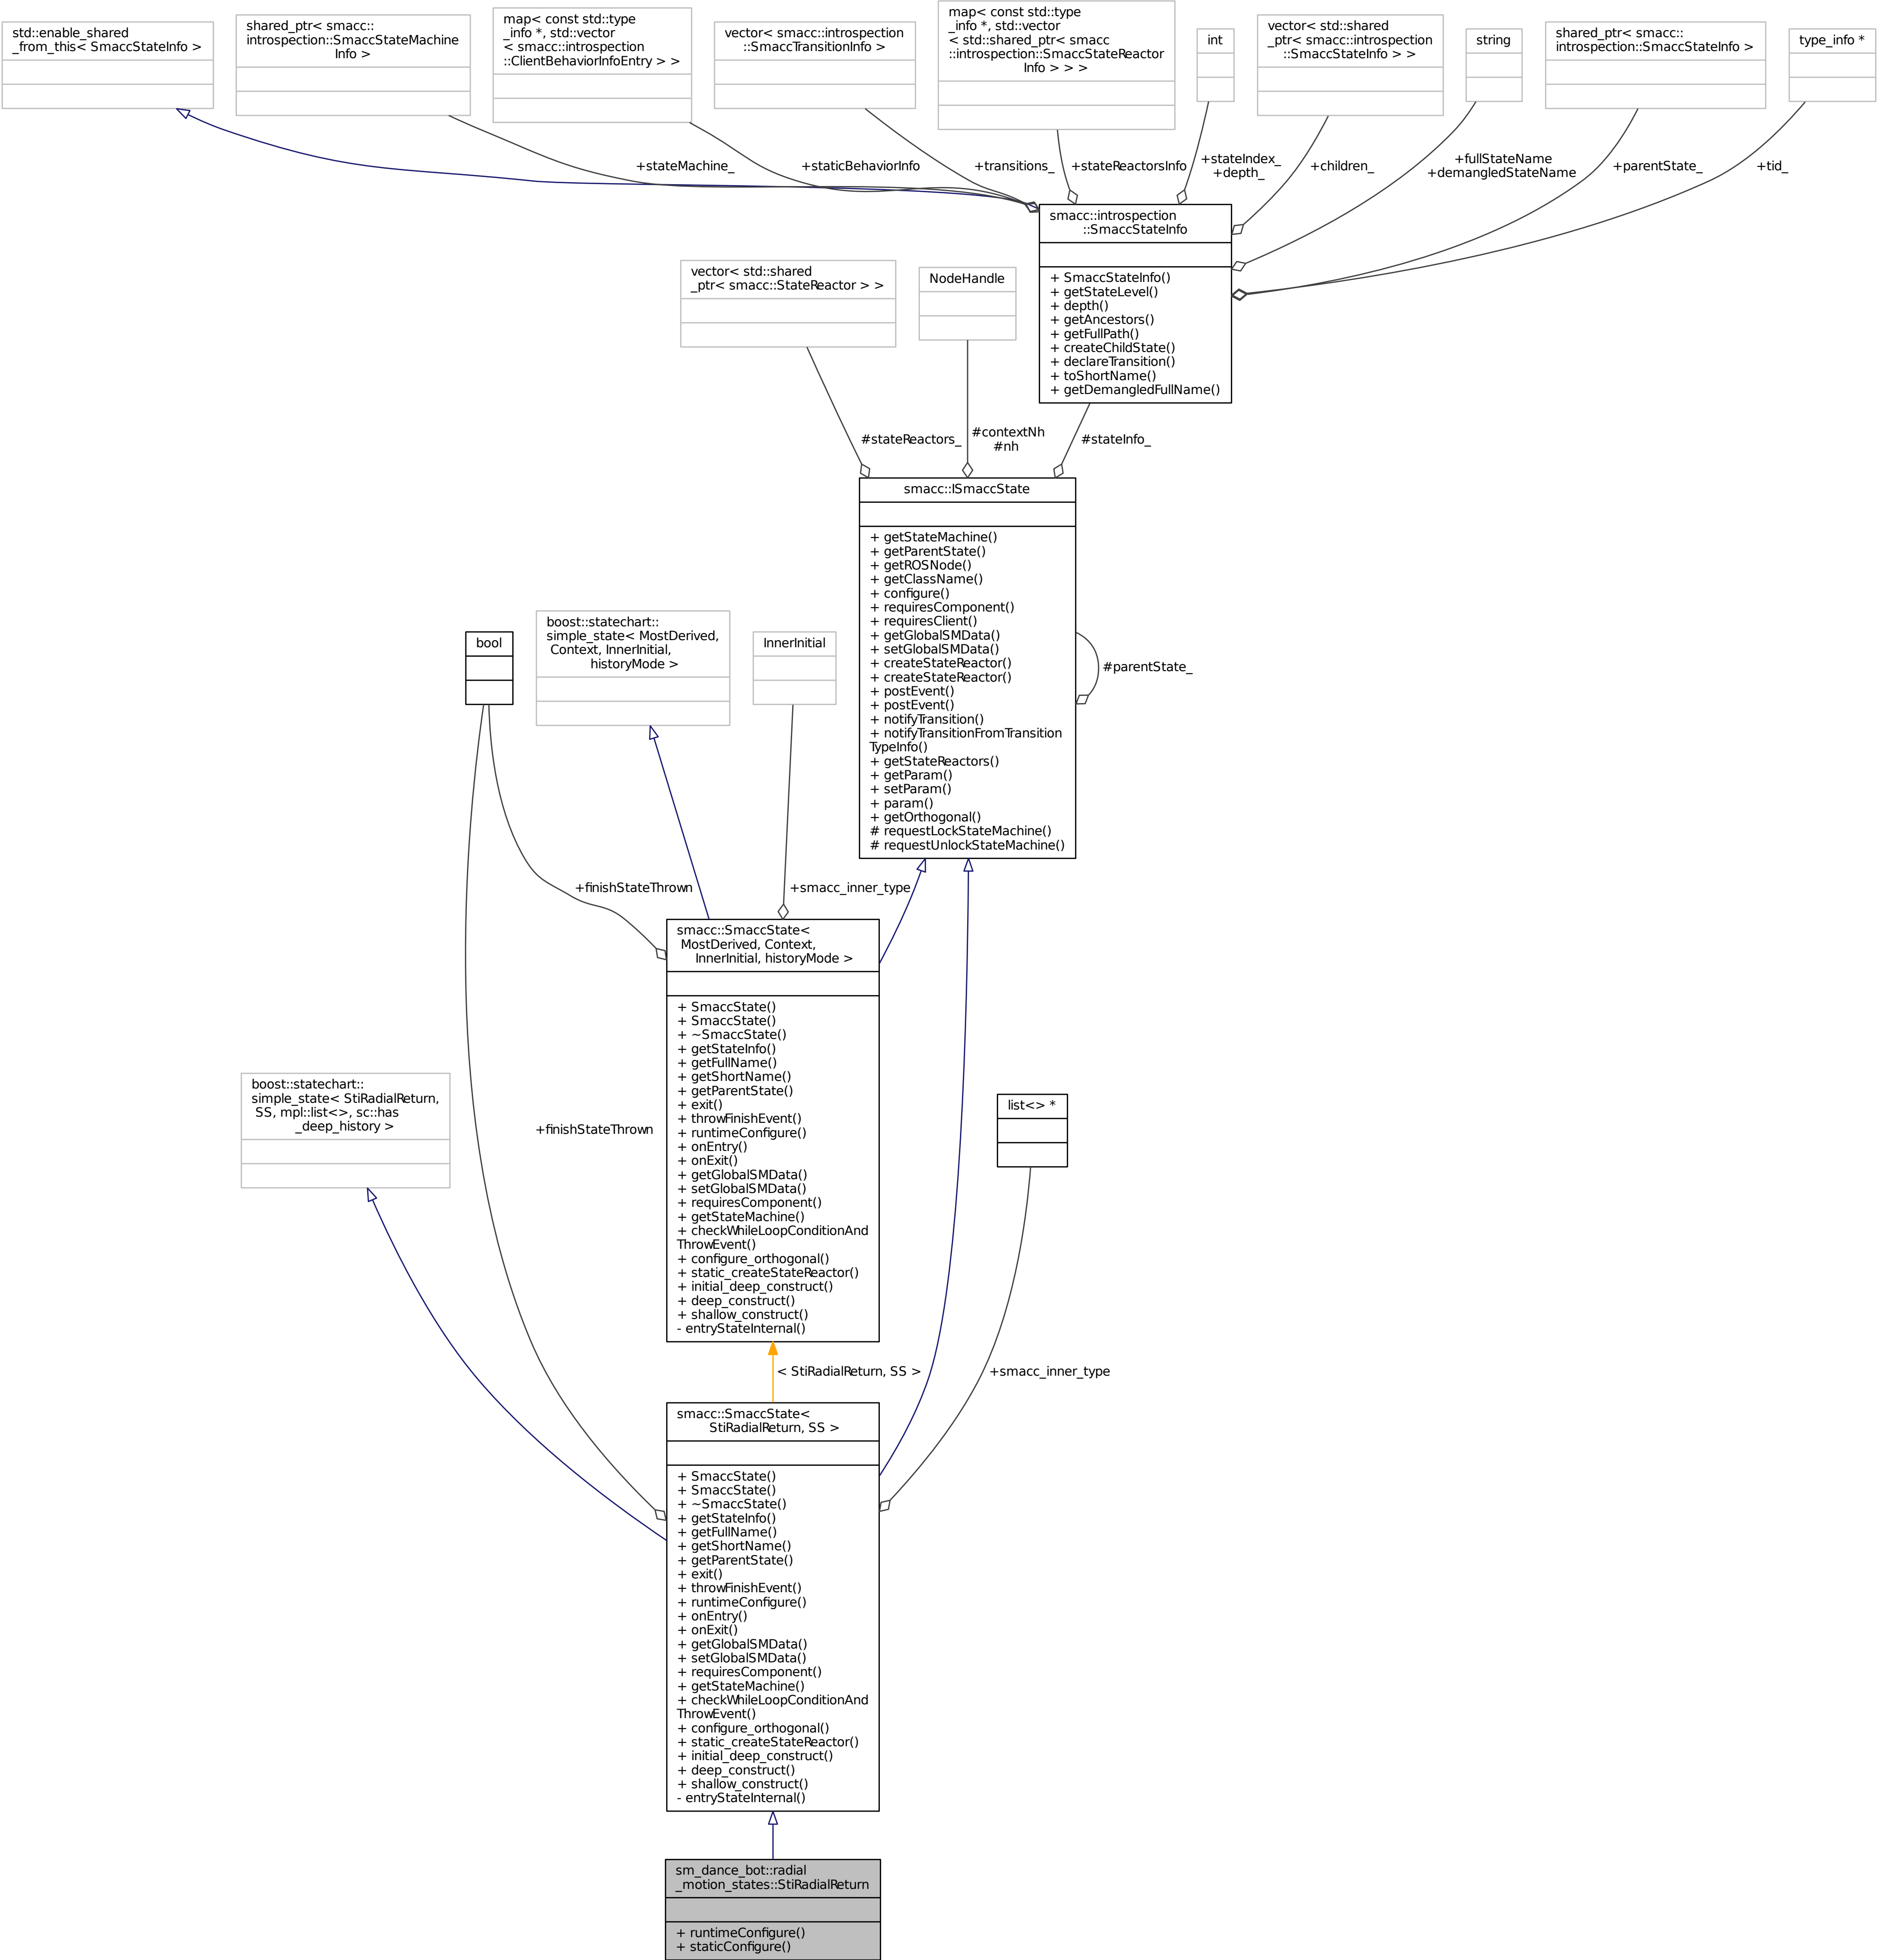 std::enable_shared
_from_this< SmaccStateInfo >
shared_ptr< smacc::
introspection::SmaccStateMachine
Info >
map< const std::type
_info *, std::vector
< smacc::introspection
::ClientBehaviorInfoEntry > >
vector< smacc::introspection
::SmaccTransitionInfo >
map< const std::type
_info *, std::vector
< std::shared_ptr< smacc
::introspection::SmaccStateReactor
Info > > >
int
vector< std::shared
_ptr< smacc::introspection
::SmaccStateInfo > >
string
shared_ptr< smacc::
introspection::SmaccStateInfo >
type_info *
+stateMachine_
+staticBehaviorInfo
+transitions_
+stateReactorsInfo
+stateIndex_
+depth_
+children_
+fullStateName
+demangledStateName
+parentState_
+tid_
smacc::introspection
::SmaccStateInfo
+ SmaccStateInfo()
+ getStateLevel()
+ depth()
+ getAncestors()
+ getFullPath()
+ createChildState()
+ declareTransition()
+ toShortName()
+ getDemangledFullName()
vector< std::shared
_ptr< smacc::StateReactor > >
NodeHandle
#stateReactors_
#contextNh
#nh
#stateInfo_
smacc::ISmaccState
+ getStateMachine()
+ getParentState()
+ getROSNode()
+ getClassName()
+ configure()
+ requiresComponent()
+ requiresClient()
+ getGlobalSMData()
+ setGlobalSMData()
+ createStateReactor()
+ createStateReactor()
+ postEvent()
+ postEvent()
+ notifyTransition()
+ notifyTransitionFromTransition
TypeInfo()
+ getStateReactors()
+ getParam()
+ setParam()
+ param()
+ getOrthogonal()
# requestLockStateMachine()
# requestUnlockStateMachine()
#parentState_
bool
boost::statechart::
simple_state< MostDerived,
Context, InnerInitial,
historyMode >
InnerInitial
+finishStateThrown
+smacc_inner_type
smacc::SmaccState<
MostDerived, Context,
InnerInitial, historyMode >
+ SmaccState()
+ SmaccState()
+ ~SmaccState()
+ getStateInfo()
+ getFullName()
+ getShortName()
+ getParentState()
+ exit()
+ throwFinishEvent()
+ runtimeConfigure()
+ onEntry()
+ onExit()
+ getGlobalSMData()
+ setGlobalSMData()
+ requiresComponent()
+ getStateMachine()
+ checkWhileLoopConditionAnd
ThrowEvent()
+ configure_orthogonal()
+ static_createStateReactor()
+ initial_deep_construct()
+ deep_construct()
+ shallow_construct()
- entryStateInternal()
boost::statechart::
simple_state< StiRadialReturn,
SS, mpl::list<>, sc::has
_deep_history >
+finishStateThrown
list<> *
< StiRadialReturn, SS >
+smacc_inner_type
smacc::SmaccState<
StiRadialReturn, SS >
+ SmaccState()
+ SmaccState()
+ ~SmaccState()
+ getStateInfo()
+ getFullName()
+ getShortName()
+ getParentState()
+ exit()
+ throwFinishEvent()
+ runtimeConfigure()
+ onEntry()
+ onExit()
+ getGlobalSMData()
+ setGlobalSMData()
+ requiresComponent()
+ getStateMachine()
+ checkWhileLoopConditionAnd
ThrowEvent()
+ configure_orthogonal()
+ static_createStateReactor()
+ initial_deep_construct()
+ deep_construct()
+ shallow_construct()
- entryStateInternal()
sm_dance_bot::radial
_motion_states::StiRadialReturn
+ runtimeConfigure()
+ staticConfigure()